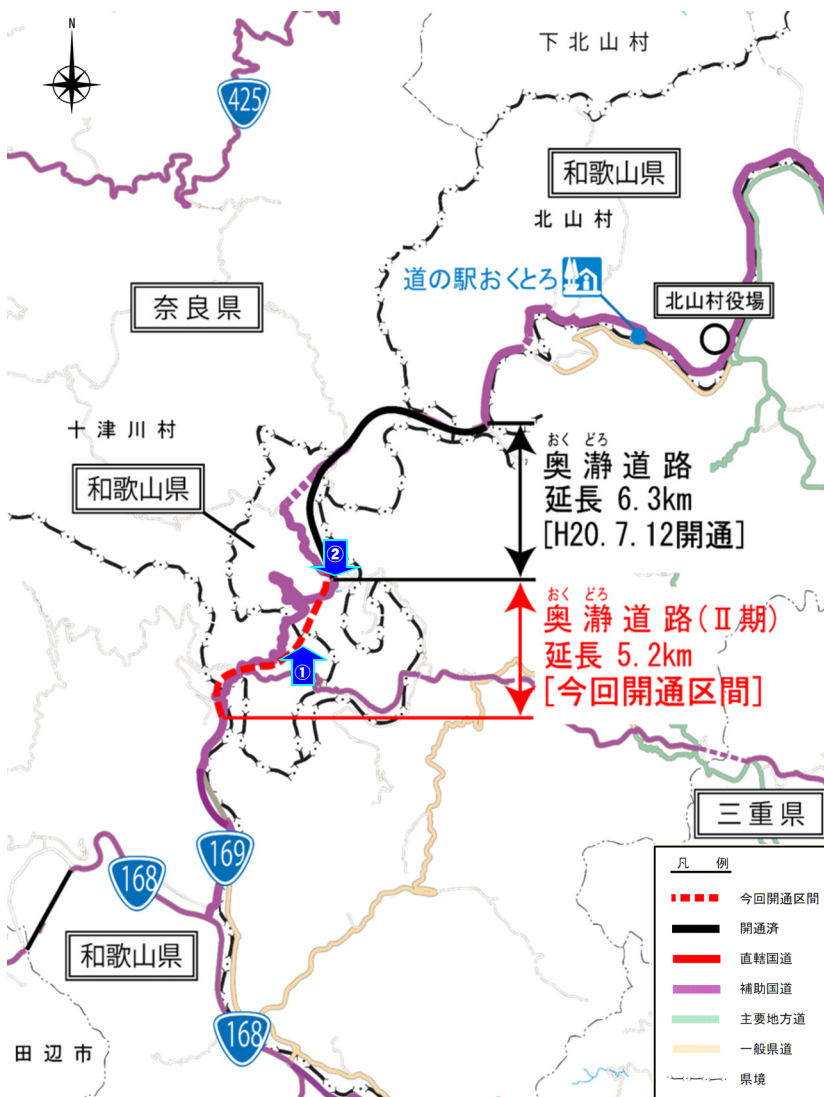 N
下北山村
425
和歌山県
北山村
道の駅おくとろ
奈良県
北山村役場
十津川村
和歌山県
おく どろ
奥瀞道路
延長 6.3km
[H20.7.12開通]
②
おく どろ
奥瀞道路(Ⅱ期)
延長 5.2km
[今回開通区間]
①
三重県
169
168
和歌山県
168
田辺市
凡 例
今回開通区間
開通済
直轄国道
補助国道
主要地方道
一般県道
県境